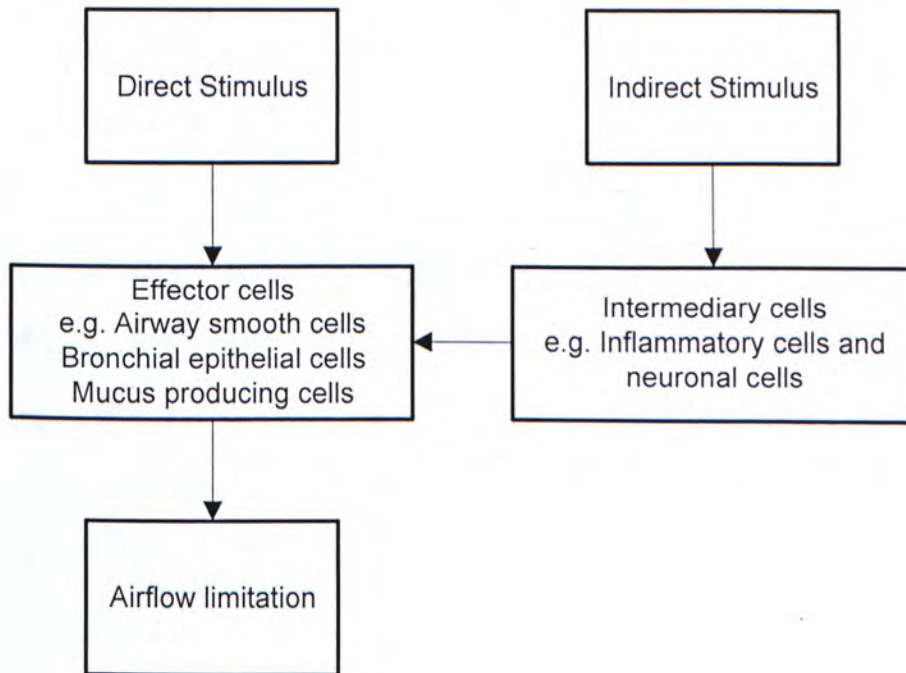 Direct Stimulus
Indirect Stimulus
Effector cells
e.g. Airway smooth cells
Bronchial epithelial cells
Mucus producing cells
Intermediary cells
e.g. Inflammatory cells and
neuronal cells
Airflow limitation